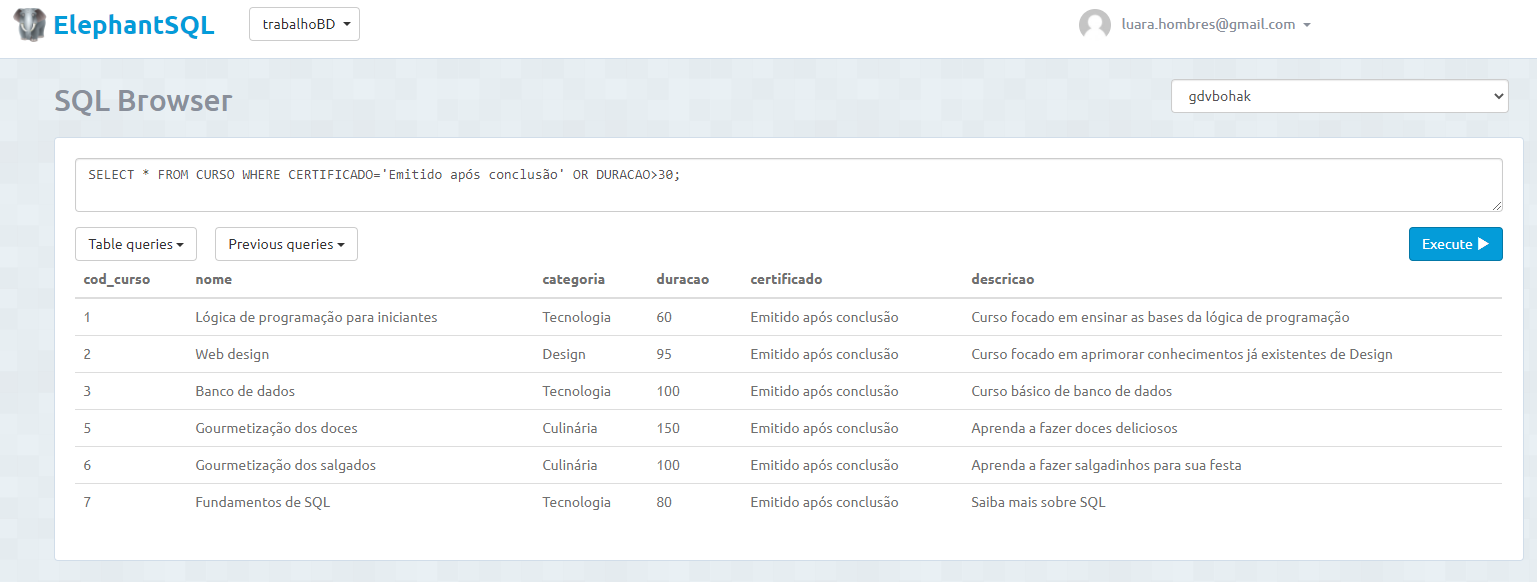 ElephantSQL trabalhoBD luara.hombres@gmail.com
SQL Browser gdvbohak
SELECT * FROM CURSO WHERE CERTIFICADO='Emitido após conclusão' OR DURACAO>30;
Table queries Previous queries Execute
cod_curso nome categoria duracao certificado descricao
1 Lógica de programação para iniciantes Tecnologia 60 Emitido após conclusão Curso focado em ensinar as bases da lógica de programação
2 Web design Design 95 Emitido após conclusão Curso focado em aprimorar conhecimentos já existentes de Design
3 Banco de dados Tecnologia 100 Emitido após conclusão Curso básico de banco de dados
5 Gourmetização dos doces Culinária 150 Emitido após conclusão Aprenda a fazer doces deliciosos
6 Gourmetização dos salgados Culinária 100 Emitido após conclusão Aprenda a fazer salgadinhos para sua festa
7 Fundamentos de SQL Tecnologia 80 Emitido após conclusão Saiba mais sobre SQL